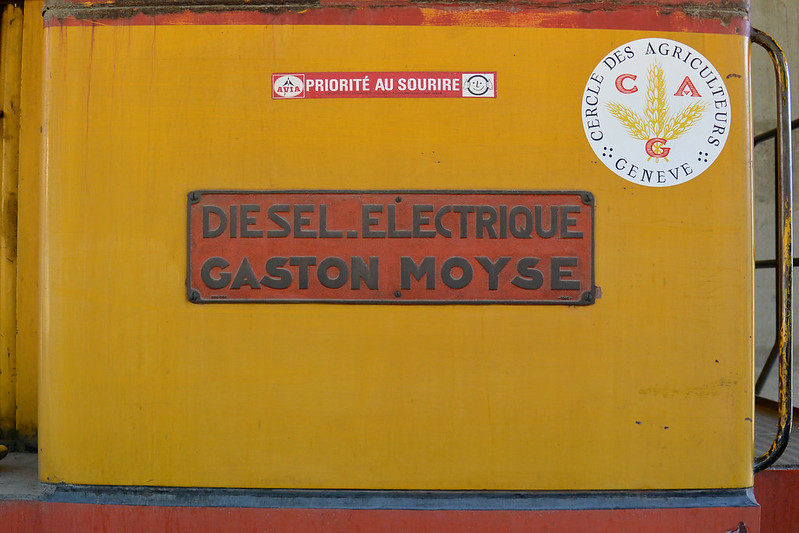 AVIA PRIORITÉ AU SOURIRE
CERCLE DES AGRICULTEURS
C A
G
GENEVE
DIESEL-ELECTRIQUE
GASTON MOYSE